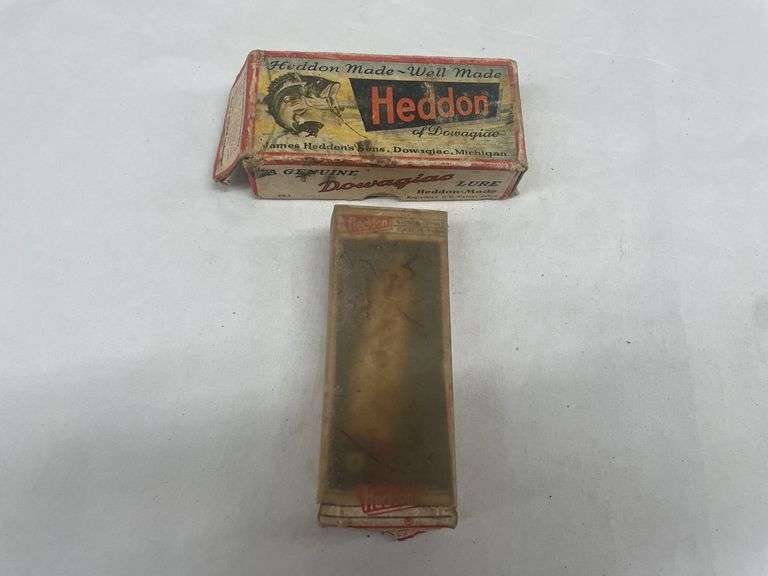 Heddon Made ~ Well Made
Heddon
of Dowagiac
James Heddon's Sons, Dowagiac, Michigan
"A GENUINE
Dowagiac
LURE
Heddon-Made
Heddon
Heddon